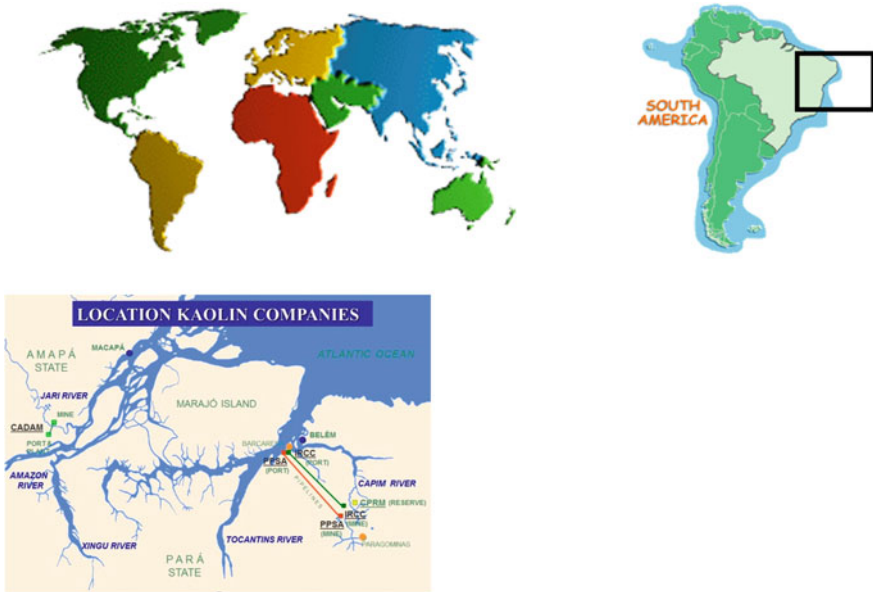 SOUTH
AMERICA
LOCATION KAOLIN COMPANIES
MACAPÁ
AMAPÁ
STATE
ATLANTIC OCEAN
JARI RIVER
MARAJÓ ISLAND
MINE
CADAM
PORT &
BELÉM
BARCARENA
IRCC
PPSA (PORT)
(PORT)
AMAZON
RIVER
CAPIM RIVER
PIPELINES
CPRM (RESERVE)
IRCC
PPSA (MINE)
(MINE)
PARAGOMINAS
XINGU RIVER
TOCANTINS RIVER
PARÁ
STATE